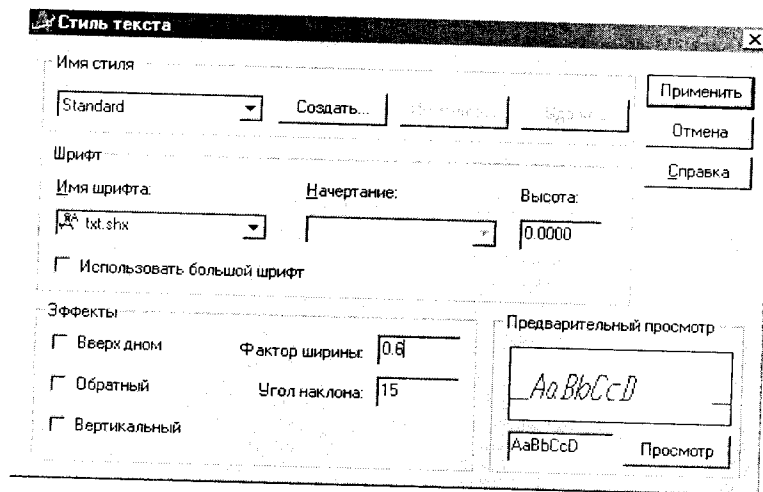 Стиль текста
Имя стиля
Standard
Создать...
Применить
Отмена
Справка
Шрифт
Имя шрифта:
Начертание:
Высота:
txt.shx
0.0000
Использовать большой шрифт
Эффекты
Вверх дном
Фактор ширины: 0.6
Обратный
Угол наклона: 15
Вертикальный
Предварительный просмотр
AaBbCcD
AaBbCcD
Просмотр